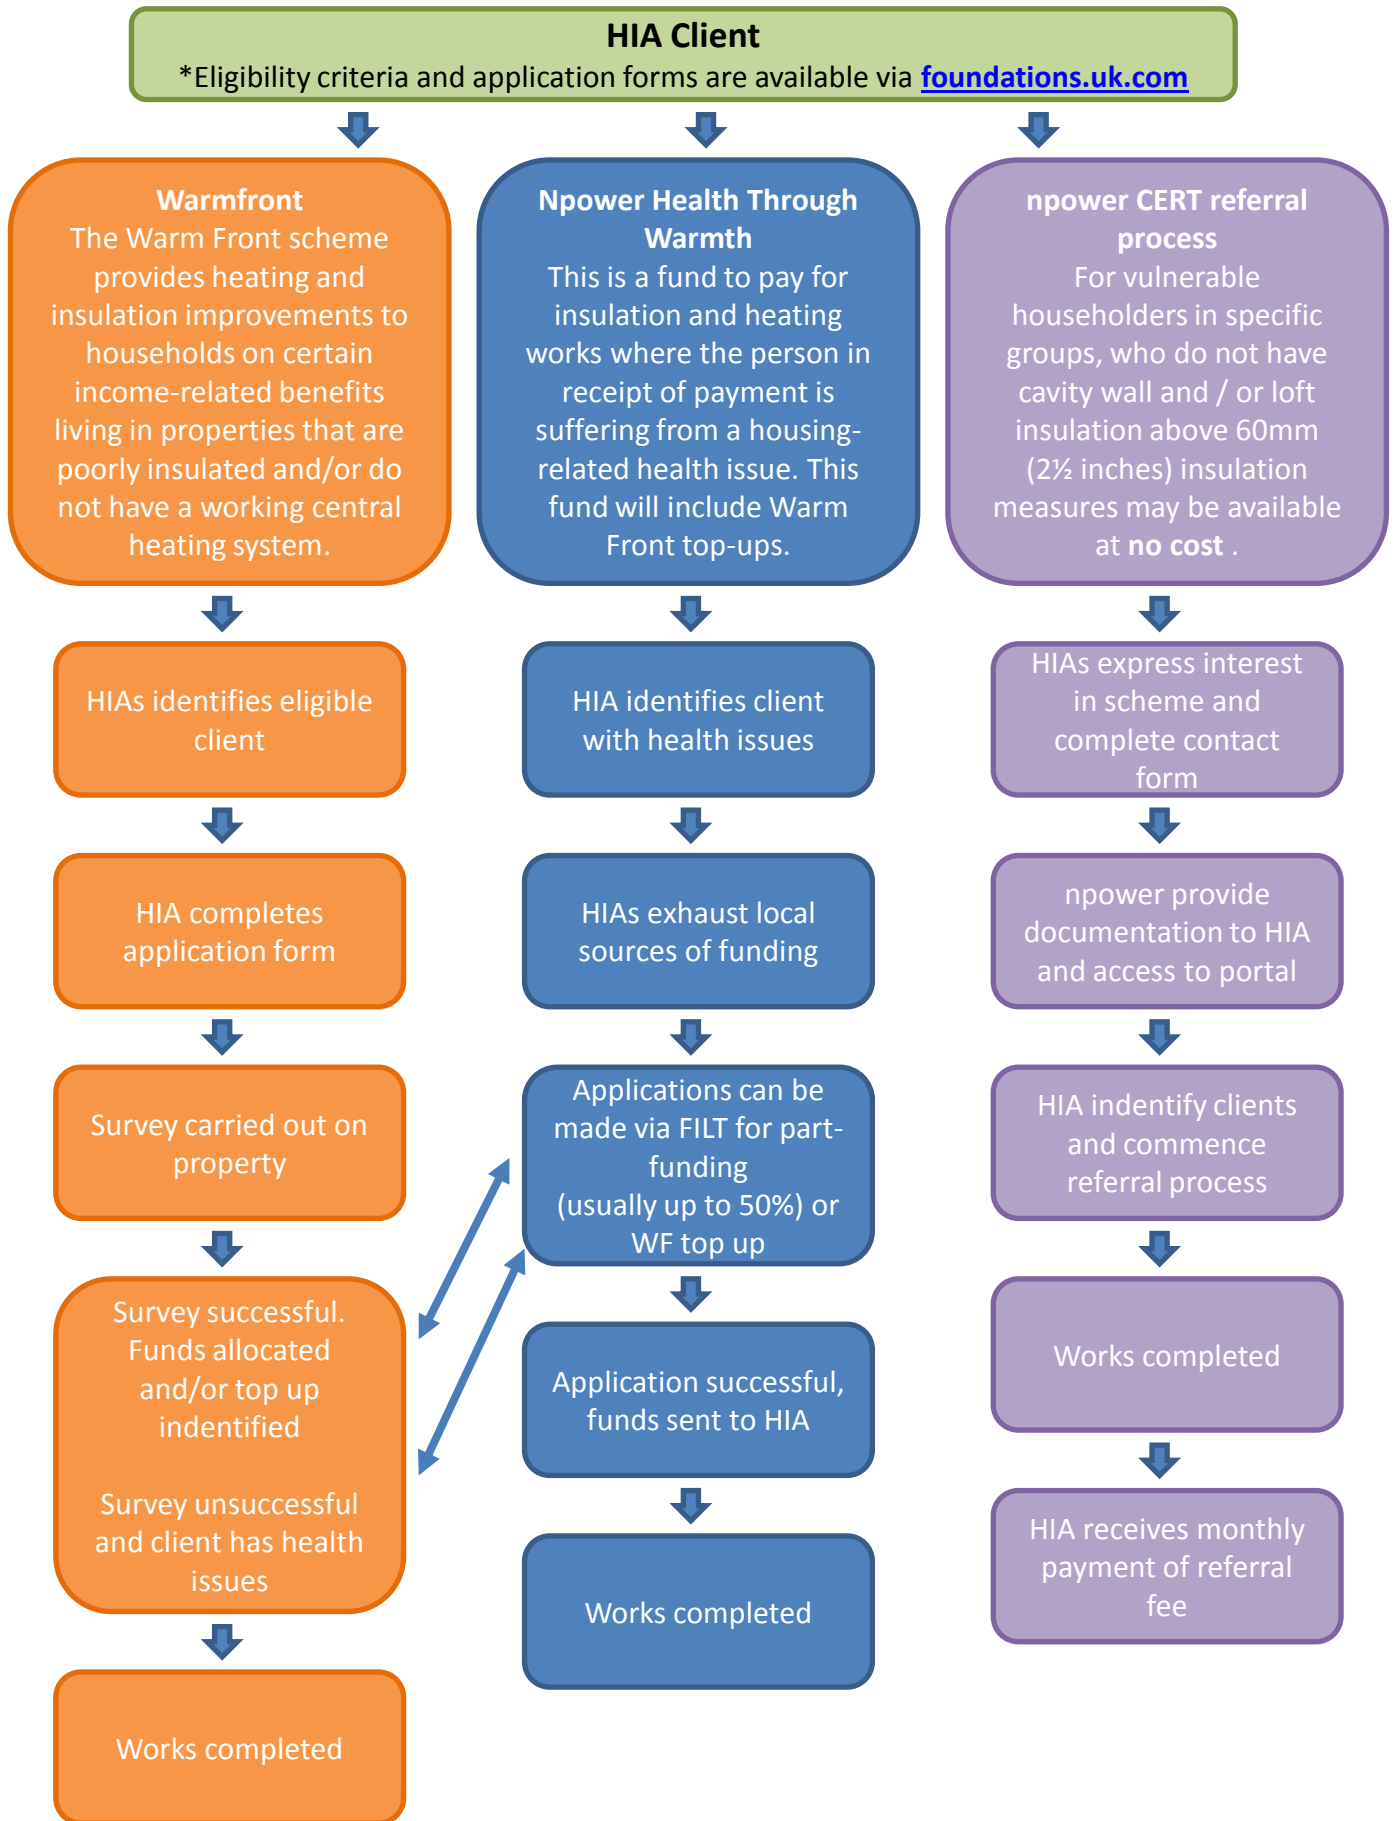 HIA Client
*Eligibility criteria and application forms are available via foundations.uk.com
Warmfront
The Warm Front scheme
provides heating and
insulation improvements to
households on certain
income-related benefits
living in properties that are
poorly insulated and/or do
not have a working central
heating system.
HIAs identifies eligible
client
HIA completes
application form
Survey carried out on
property
Survey successful.
Funds allocated
and/or top up
indentified
Survey unsuccessful
and client has health
issues
Works completed
Npower Health Through
Warmth
This is a fund to pay for
insulation and heating
works where the person in
receipt of payment is
suffering from a housing-
related health issue. This
fund will include Warm
Front top-ups.
HIA identifies client
with health issues
HIAs exhaust local
sources of funding
Applications can be
made via FILT for part-
funding
(usually up to 50%) or
WF top up
Application successful,
funds sent to HIA
Works completed
npower CERT referral
process
For vulnerable
householders in specific
groups, who do not have
cavity wall and / or loft
insulation above 60mm
(2½ inches) insulation
measures may be available
at no cost .
HIAs express interest
in scheme and
complete contact
form
npower provide
documentation to HIA
and access to portal
HIA indentify clients
and commence
referral process
Works completed
HIA receives monthly
payment of referral
fee